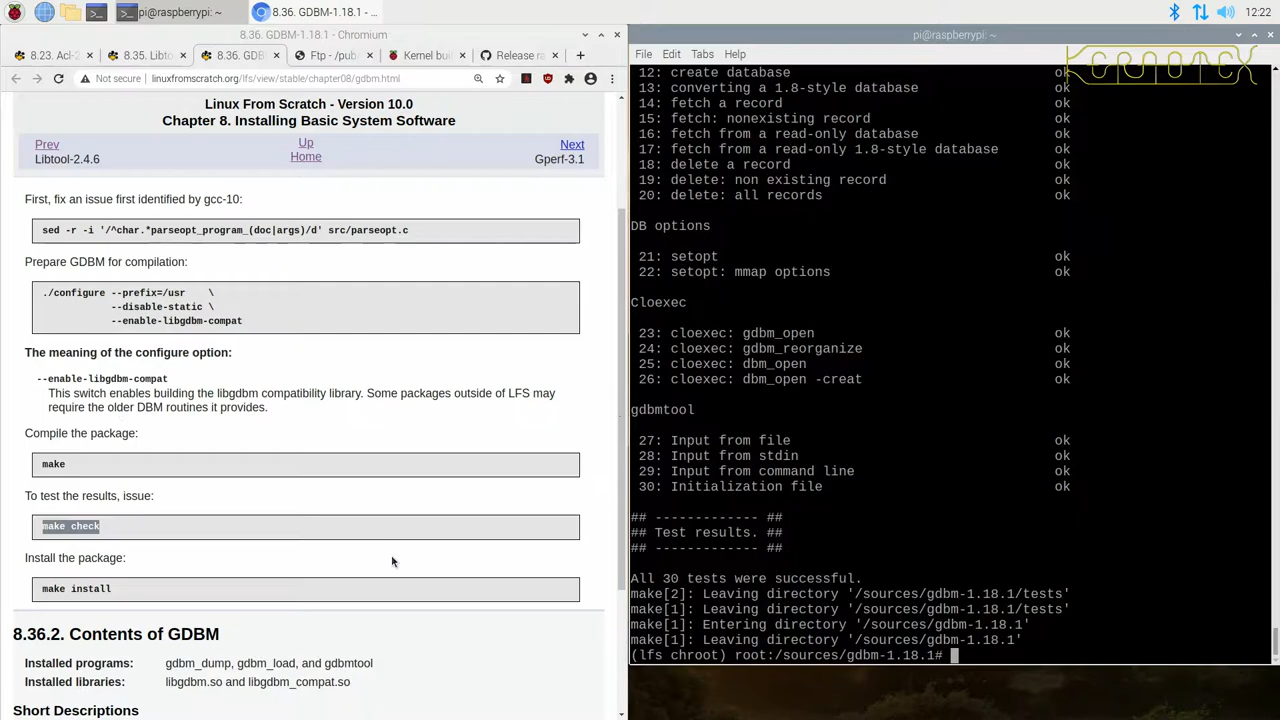 pi@raspberrypi: ~
8.36. GDBM-1.18.1 - ...
12:22
8.36. GDBM-1.18.1 - Chromium
8.23. Acl-2
8.35. Libto
8.36. GDB
Ftp - /pub
Kernel bui
Release ra
Not secure | linuxfromscratch.org/lfs/view/stable/chapter08/gdbm.html
Linux From Scratch - Version 10.0
Chapter 8. Installing Basic System Software
Prev
Up
Next
Libtool-2.4.6
Home
Gperf-3.1
First, fix an issue first identified by gcc-10:
sed -r -i '/^char.*parseopt_program_(doc|args)/d' src/parseopt.c
Prepare GDBM for compilation:
./configure --prefix=/usr    \
--disable-static \
--enable-libgdbm-compat
The meaning of the configure option:
--enable-libgdbm-compat
This switch enables building the libgdbm compatibility library. Some packages outside of LFS may
require the older DBM routines it provides.
Compile the package:
make
To test the results, issue:
make check
Install the package:
make install
8.36.2. Contents of GDBM
Installed programs: gdbm_dump, gdbm_load, and gdbmtool
Installed libraries: libgdbm.so and libgdbm_compat.so
Short Descriptions
pi@raspberrypi: ~
File Edit Tabs Help
12: create database ok
13: converting a 1.8-style database ok
14: fetch a record ok
15: fetch: nonexisting record ok
16: fetch from a read-only database ok
17: fetch from a read-only 1.8-style database ok
18: delete a record ok
19: delete: non existing record ok
20: delete: all records ok
DB options
21: setopt ok
22: setopt: mmap options ok
Cloexec
23: cloexec: gdbm_open ok
24: cloexec: gdbm_reorganize ok
25: cloexec: dbm_open ok
26: cloexec: dbm_open -creat ok
gdbmtool
27: Input from file ok
28: Input from stdin ok
29: Input from command line ok
30: Initialization file ok
## ------------- ##
## Test results. ##
## ------------- ##
All 30 tests were successful.
make[2]: Leaving directory '/sources/gdbm-1.18.1/tests'
make[1]: Leaving directory '/sources/gdbm-1.18.1/tests'
make[1]: Entering directory '/sources/gdbm-1.18.1'
make[1]: Leaving directory '/sources/gdbm-1.18.1'
(lfs chroot) root:/sources/gdbm-1.18.1#